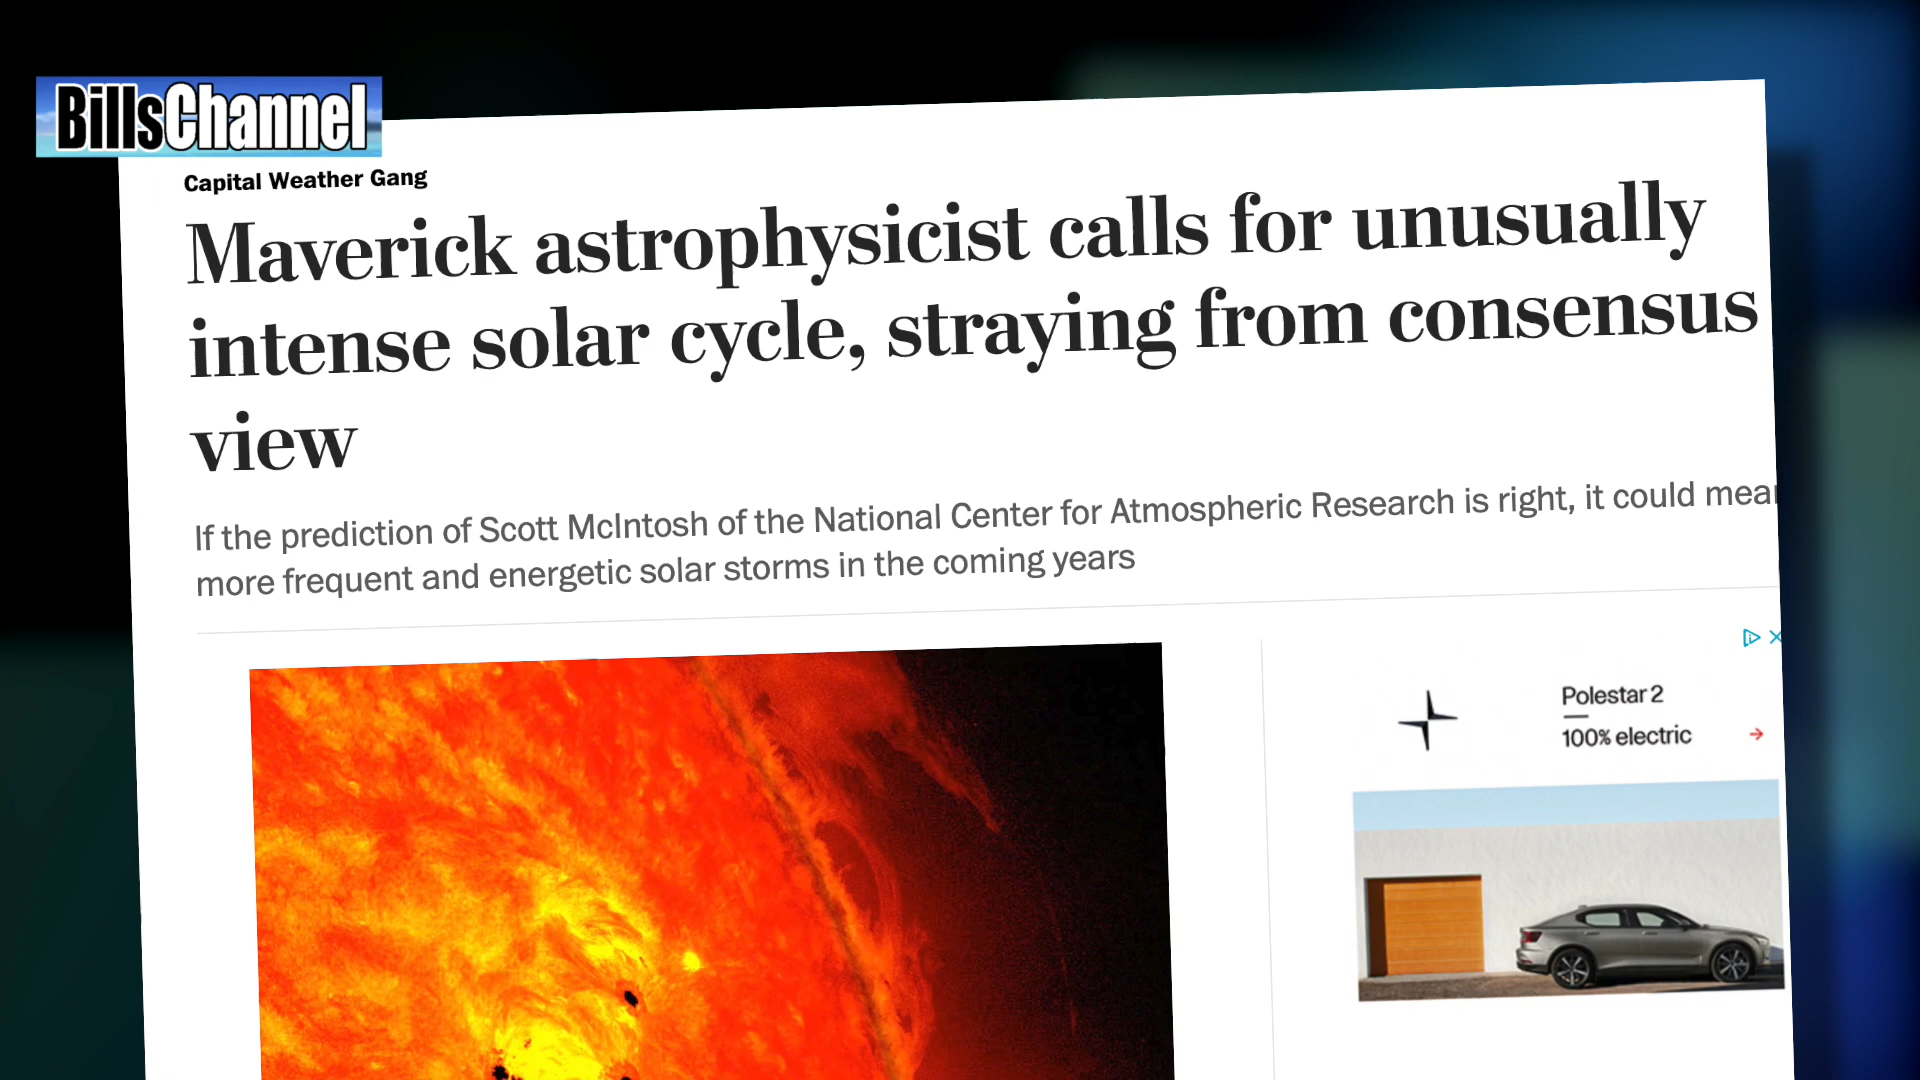 BillsChannel
Capital Weather Gang
Maverick astrophysicist calls for unusually
intense solar cycle, straying from consensus
view
If the prediction of Scott McIntosh of the National Center for Atmospheric Research is right, it could mean
more frequent and energetic solar storms in the coming years
Polestar 2
100% electric